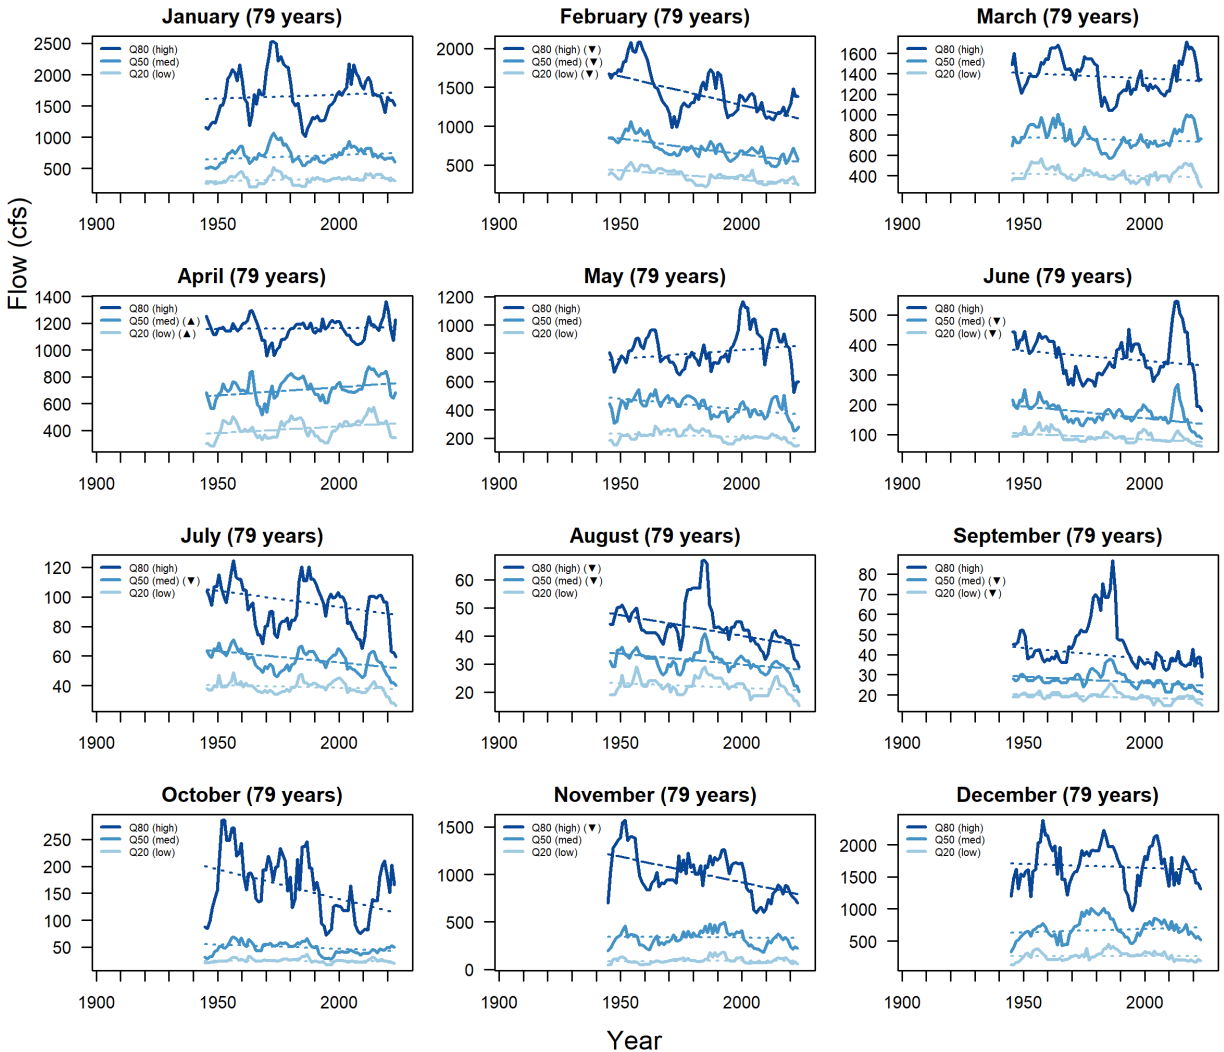 January (79 years)
2500
2000
1500
1000
500
Q80 (high)
Q50 (med)
Q20 (low)
1900
1950
2000
February (79 years)
2000
1500
1000
500
Q80 (high) (▼)
Q50 (med) (▼)
Q20 (low) (▼)
1900
1950
2000
March (79 years)
1600
1400
1200
1000
800
600
400
Q80 (high)
Q50 (med)
Q20 (low)
1900
1950
2000
Flow (cfs)
April (79 years)
1400
1200
1000
800
600
400
Q80 (high)
Q50 (med) (▲)
Q20 (low) (▲)
1900
1950
2000
May (79 years)
1200
1000
800
600
400
200
Q80 (high)
Q50 (med)
Q20 (low)
1900
1950
2000
June (79 years)
500
400
300
200
100
Q80 (high)
Q50 (med) (▼)
Q20 (low) (▼)
1900
1950
2000
July (79 years)
120
100
80
60
40
Q80 (high)
Q50 (med) (▼)
Q20 (low)
1900
1950
2000
August (79 years)
60
50
40
30
20
Q80 (high) (▼)
Q50 (med) (▼)
Q20 (low)
1900
1950
2000
September (79 years)
80
70
60
50
40
30
20
Q80 (high)
Q50 (med) (▼)
Q20 (low) (▼)
1900
1950
2000
October (79 years)
250
200
150
100
50
Q80 (high)
Q50 (med)
Q20 (low)
1900
1950
2000
November (79 years)
1500
1000
500
0
Q80 (high) (▼)
Q50 (med)
Q20 (low)
1900
1950
2000
December (79 years)
2000
1500
1000
500
Q80 (high)
Q50 (med)
Q20 (low)
1900
1950
2000
Year